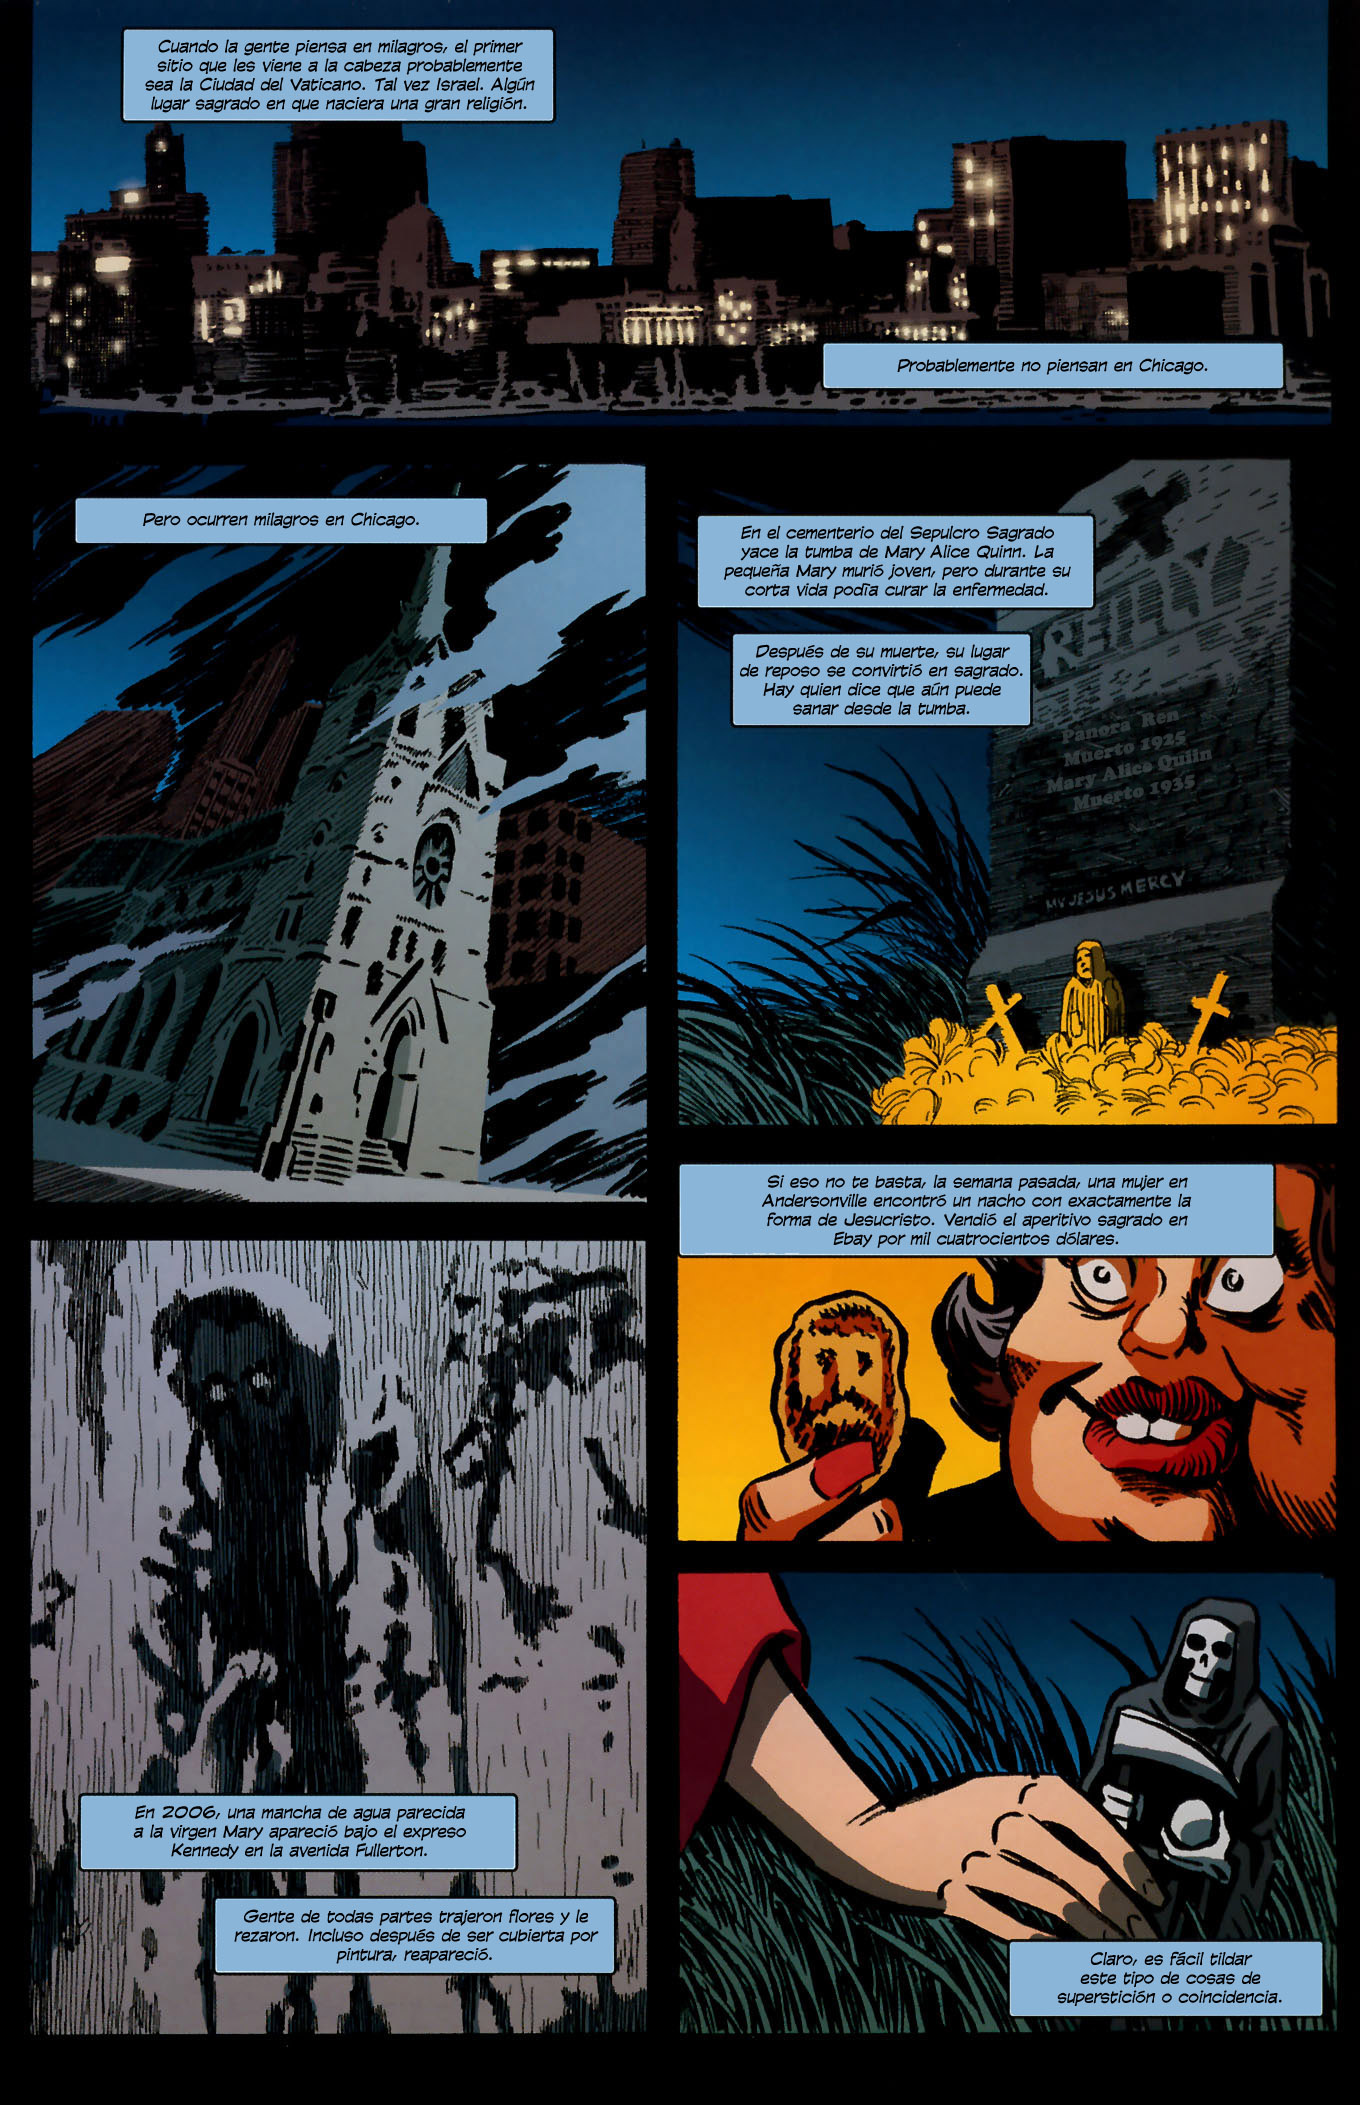 Cuando la gente piensa en milagros, el primer
sitio que les viene a la cabeza probablemente
sea la Ciudad del Vaticano. Tal vez Israel. Algún
lugar sagrado en que naciera una gran religión.
Probablemente no piensan en Chicago.
Pero ocurren milagros en Chicago.
En el cementerio del Sepulcro Sagrado
yace la tumba de Mary Alice Quinn. La
pequeña Mary murió joven, pero durante su
corta vida podía curar la enfermedad.
Después de su muerte, su lugar
de reposo se convirtió en sagrado.
Hay quien dice que aún puede
sanar desde la tumba.
REILLY
Panora Ren
Muerto 1925
Mary Alice Quiin
Muerto 1935
MY JESUS MERCY
Si eso no te basta, la semana pasada, una mujer en
Andersonville encontró un nacho con exactamente la
forma de Jesucristo. Vendió el aperitivo sagrado en
Ebay por mil cuatrocientos dólares.
En 2006, una mancha de agua parecida
a la virgen Mary apareció bajo el expreso
Kennedy en la avenida Fullerton.
Gente de todas partes trajeron flores y le
rezaron. Incluso después de ser cubierta por
pintura, reapareció.
Claro, es fácil tildar
este tipo de cosas de
superstición o coincidencia.